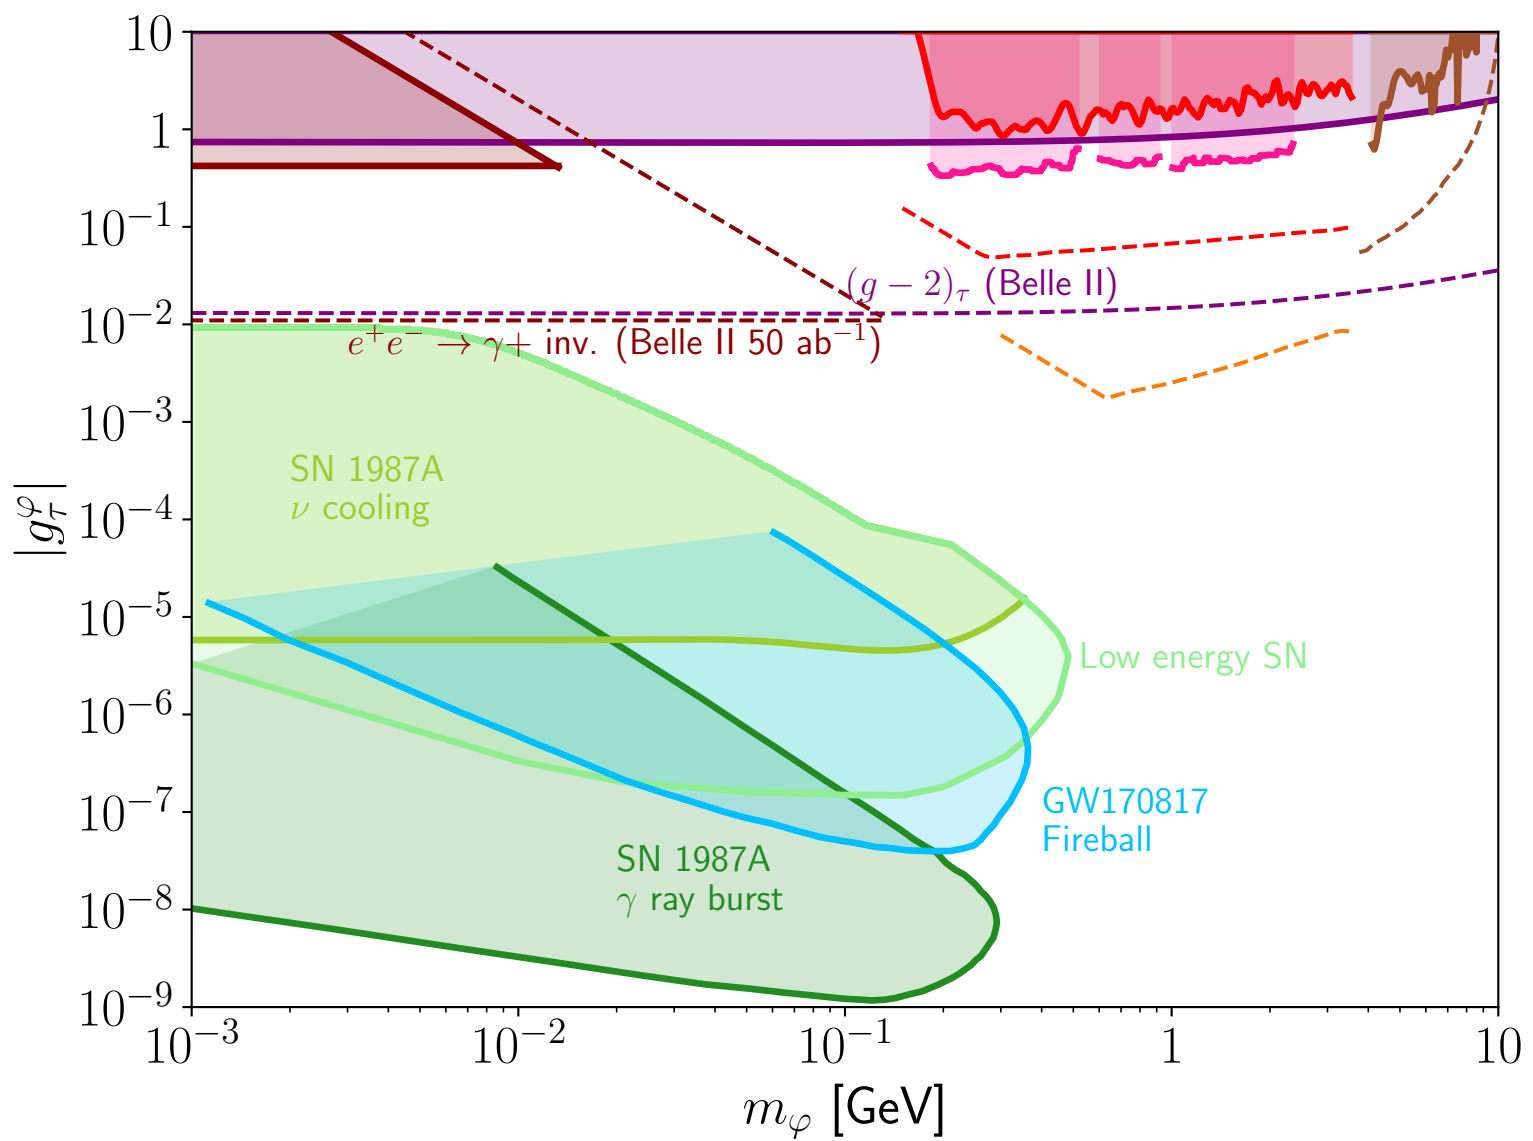 10
1
10⁻¹
10⁻²
10⁻³
10⁻⁴
10⁻⁵
10⁻⁶
10⁻⁷
10⁻⁸
10⁻⁹
|g_τ^φ|
(g − 2)_τ (Belle II)
e⁺e⁻ → γ+ inv. (Belle II 50 ab⁻¹)
SN 1987A
ν cooling
Low energy SN
GW170817
Fireball
SN 1987A
γ ray burst
10⁻³ 10⁻² 10⁻¹ 1 10
m_φ [GeV]